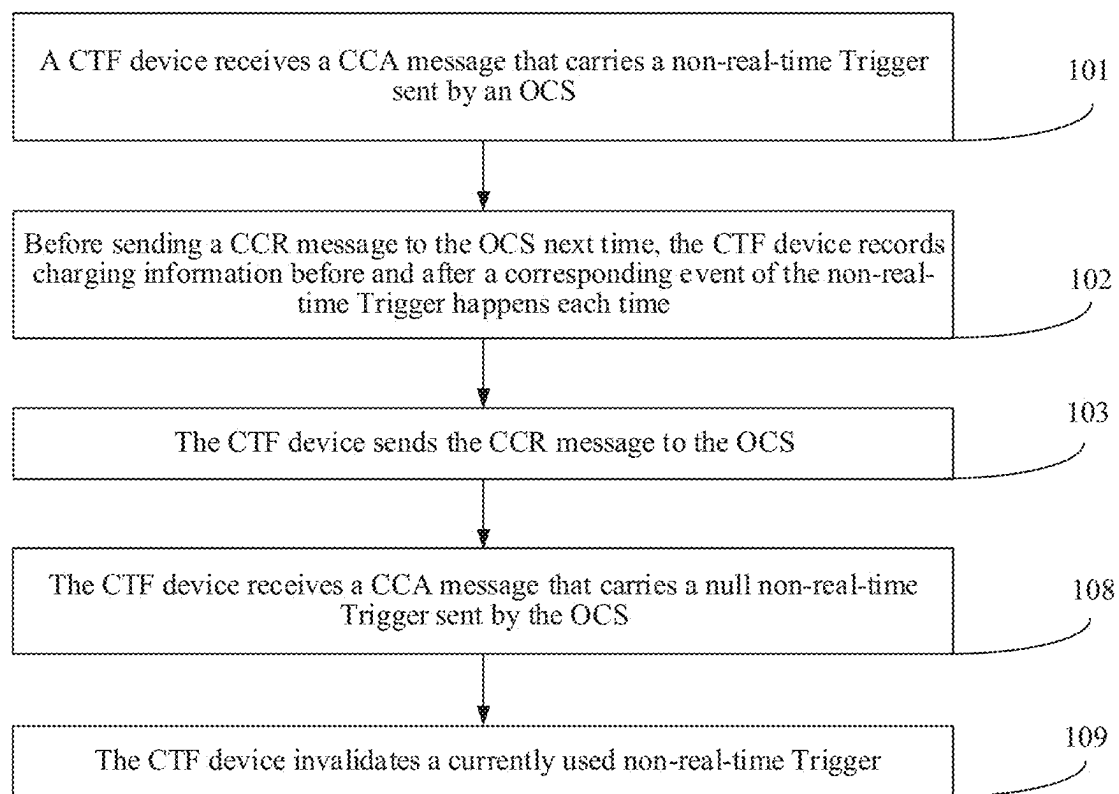 A CTF device receives a CCA message that carries a non-real-time Trigger
sent by an OCS
101
Before sending a CCR message to the OCS next time, the CTF device records
charging information before and after a corresponding event of the non-real-
time Trigger happens each time
102
The CTF device sends the CCR message to the OCS
103
The CTF device receives a CCA message that carries a null non-real-time
Trigger sent by the OCS
108
The CTF device invalidates a currently used non-real-time Trigger
109